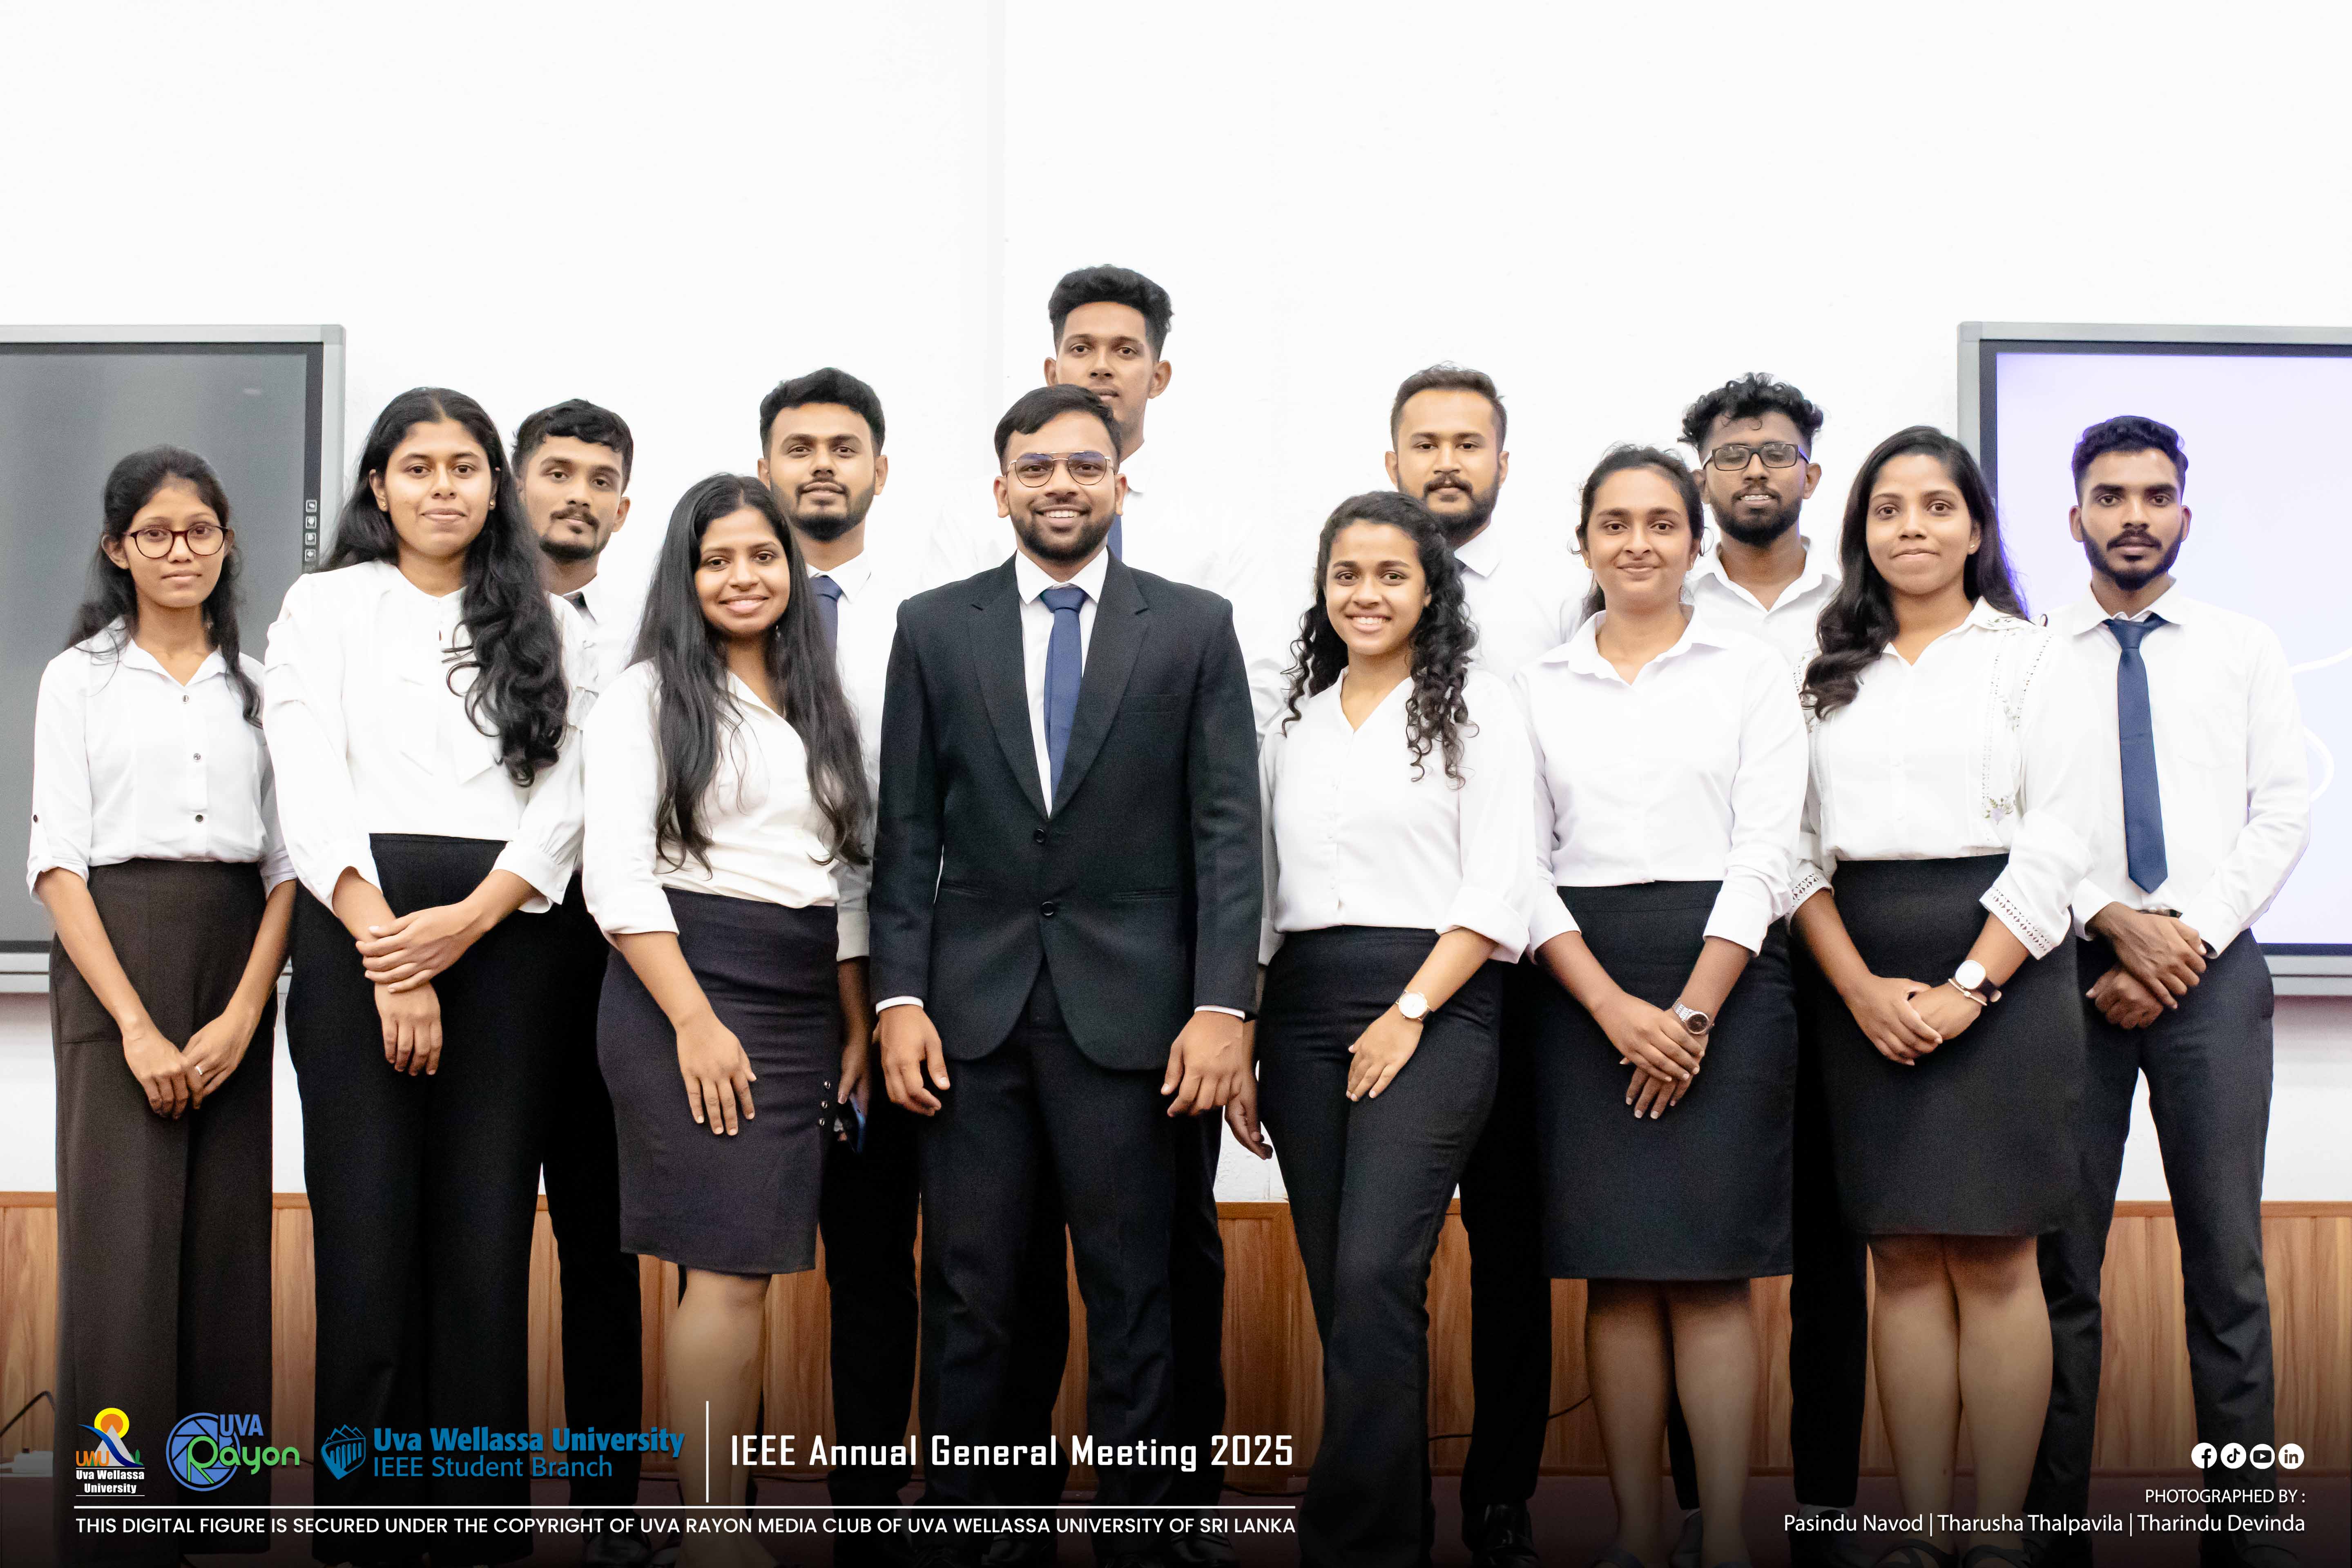 UWU
Uva Wellassa
University
UVA
Rayon
Uva Wellassa University
IEEE Student Branch
IEEE Annual General Meeting 2025
THIS DIGITAL FIGURE IS SECURED UNDER THE COPYRIGHT OF UVA RAYON MEDIA CLUB OF UVA WELLASSA UNIVERSITY OF SRI LANKA
PHOTOGRAPHED BY :
Pasindu Navod | Tharusha Thalpavila | Tharindu Devinda